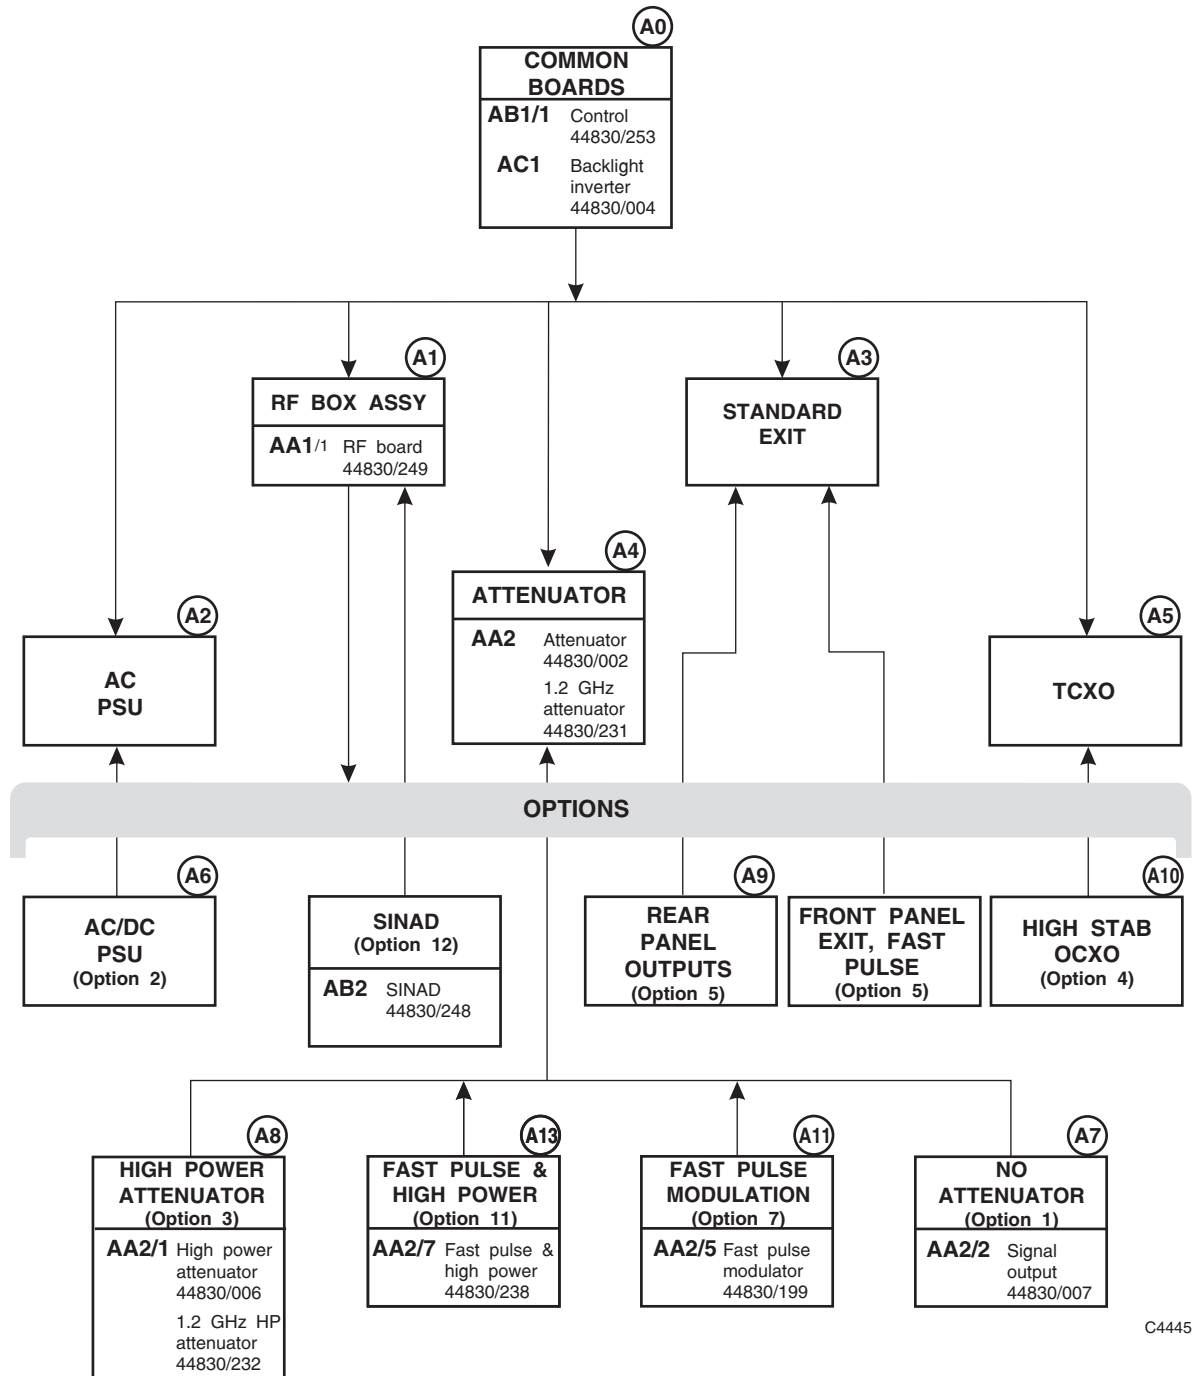 A0
COMMON
BOARDS
AB1/1 Control
44830/253
AC1 Backlight
inverter
44830/004
A1
RF BOX ASSY
AA1/1 RF board
44830/249
A3
STANDARD
EXIT
A4
ATTENUATOR
AA2 Attenuator
44830/002
1.2 GHz
attenuator
44830/231
A2
AC
PSU
A5
TCXO
OPTIONS
A6
AC/DC
PSU
(Option 2)
SINAD
(Option 12)
AB2 SINAD
44830/248
A9
REAR
PANEL
OUTPUTS
(Option 5)
FRONT PANEL
EXIT, FAST
PULSE
(Option 5)
A10
HIGH STAB
OCXO
(Option 4)
A8
HIGH POWER
ATTENUATOR
(Option 3)
AA2/1 High power
attenuator
44830/006
1.2 GHz HP
attenuator
44830/232
A13
FAST PULSE &
HIGH POWER
(Option 11)
AA2/7 Fast pulse &
high power
44830/238
A11
FAST PULSE
MODULATION
(Option 7)
AA2/5 Fast pulse
modulator
44830/199
A7
NO
ATTENUATOR
(Option 1)
AA2/2 Signal
output
44830/007
C4445